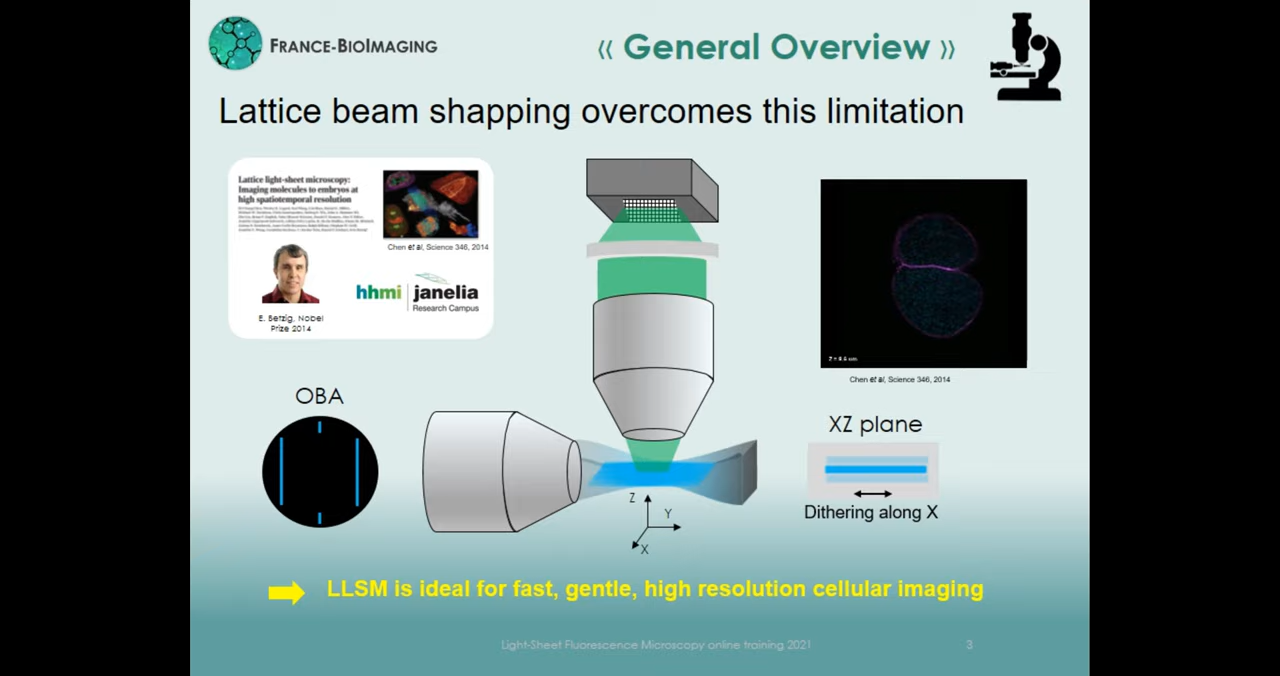 FRANCE-BIOIMAGING
⟨⟨ General Overview ⟩⟩
Lattice beam shapping overcomes this limitation
Lattice light-sheet microscopy:
Imaging molecules to embryos at
high spatiotemporal resolution
Chen et al, Science 346, 2014
E. Betzig, Nobel
Prize 2014
hhmi janelia
Research Campus
Chen et al, Science 346, 2014
OBA
Z
Y
X
XZ plane
Dithering along X
LLSM is ideal for fast, gentle, high resolution cellular imaging
Light-Sheet Fluorescence Microscopy online training 2021
3